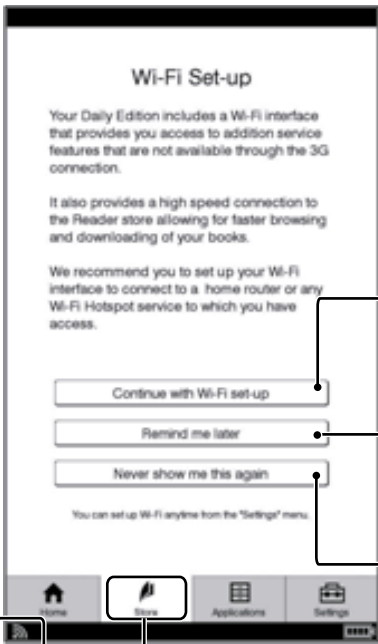 Wi-Fi Set-up
Your Daily Edition includes a Wi-Fi interface
that provides you access to addition service
features that are not available through the 3G
connection.
It also provides a high speed connection to
the Reader store allowing for faster browsing
and downloading of your books.
We recommend you to set up your Wi-Fi
interface to connect to a home router or any
Wi-Fi Hotspot service to which you have
access.
Continue with Wi-Fi set-up
Remind me later
Never show me this again
You can set up Wi-Fi anytime from the "Settings" menu.
Home Store Applications Settings